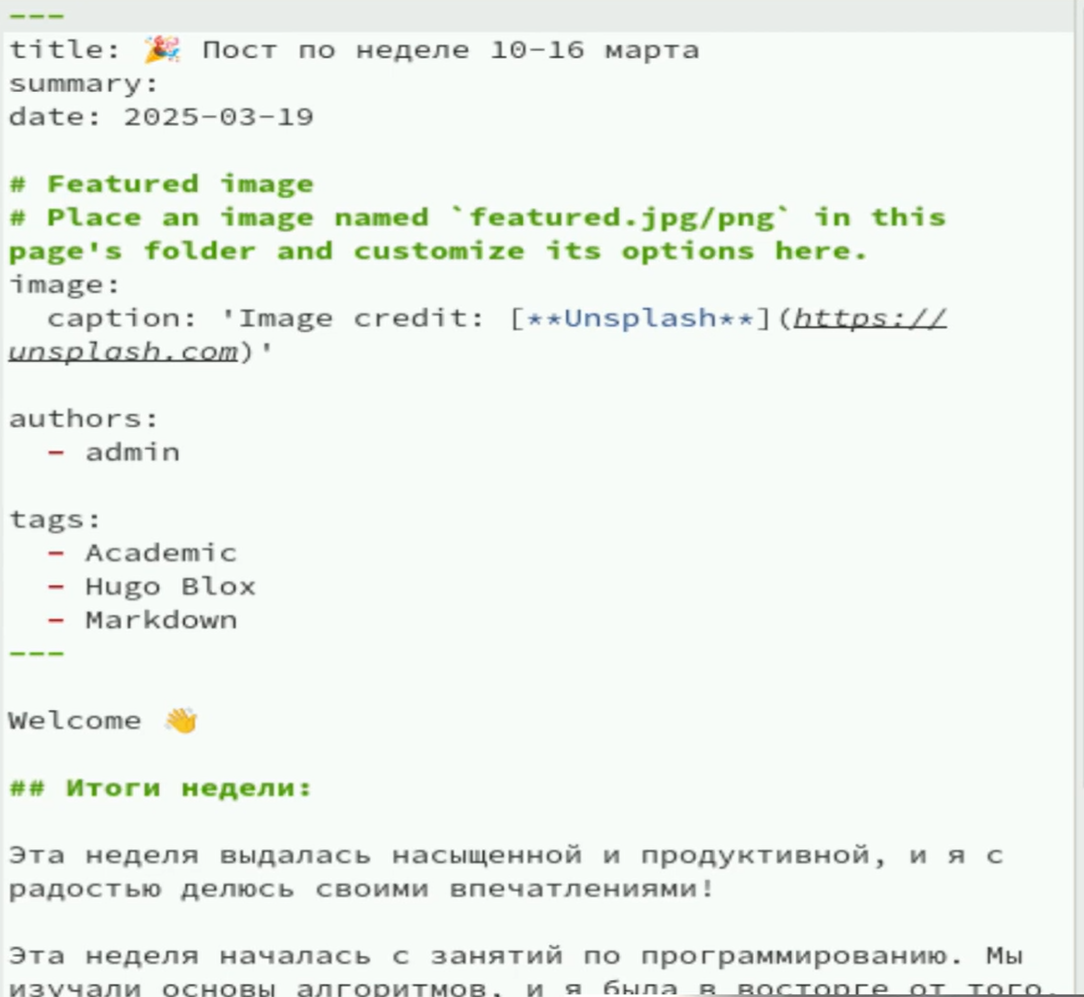 ---
title: 🎉 Пост по неделе 10-16 марта
summary:
date: 2025-03-19
# Featured image
# Place an image named `featured.jpg/png` in this
page's folder and customize its options here.
image:
  caption: 'Image credit: [**Unsplash**](https://
unsplash.com)'
authors:
  - admin
tags:
  - Academic
  - Hugo Blox
  - Markdown
---
Welcome 👋
## Итоги недели:
Эта неделя выдалась насыщенной и продуктивной, и я с
радостью делюсь своими впечатлениями!
Эта неделя началась с занятий по программированию. Мы
изучали основы алгоритмов, и я была в восторге от того,